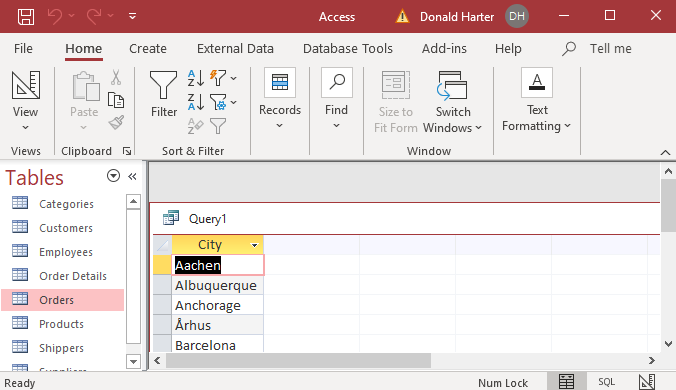 Access Donald Harter DH
File Home Create External Data Database Tools Add-ins Help Tell me
View Paste Filter Records Find Size to Fit Form Switch Windows Text Formatting
Views Clipboard Sort & Filter Window
Tables
Categories
Customers
Employees
Order Details
Orders
Products
Shippers
Suppliers
Query1
City
Aachen
Albuquerque
Anchorage
Århus
Barcelona
Ready Num Lock SQL